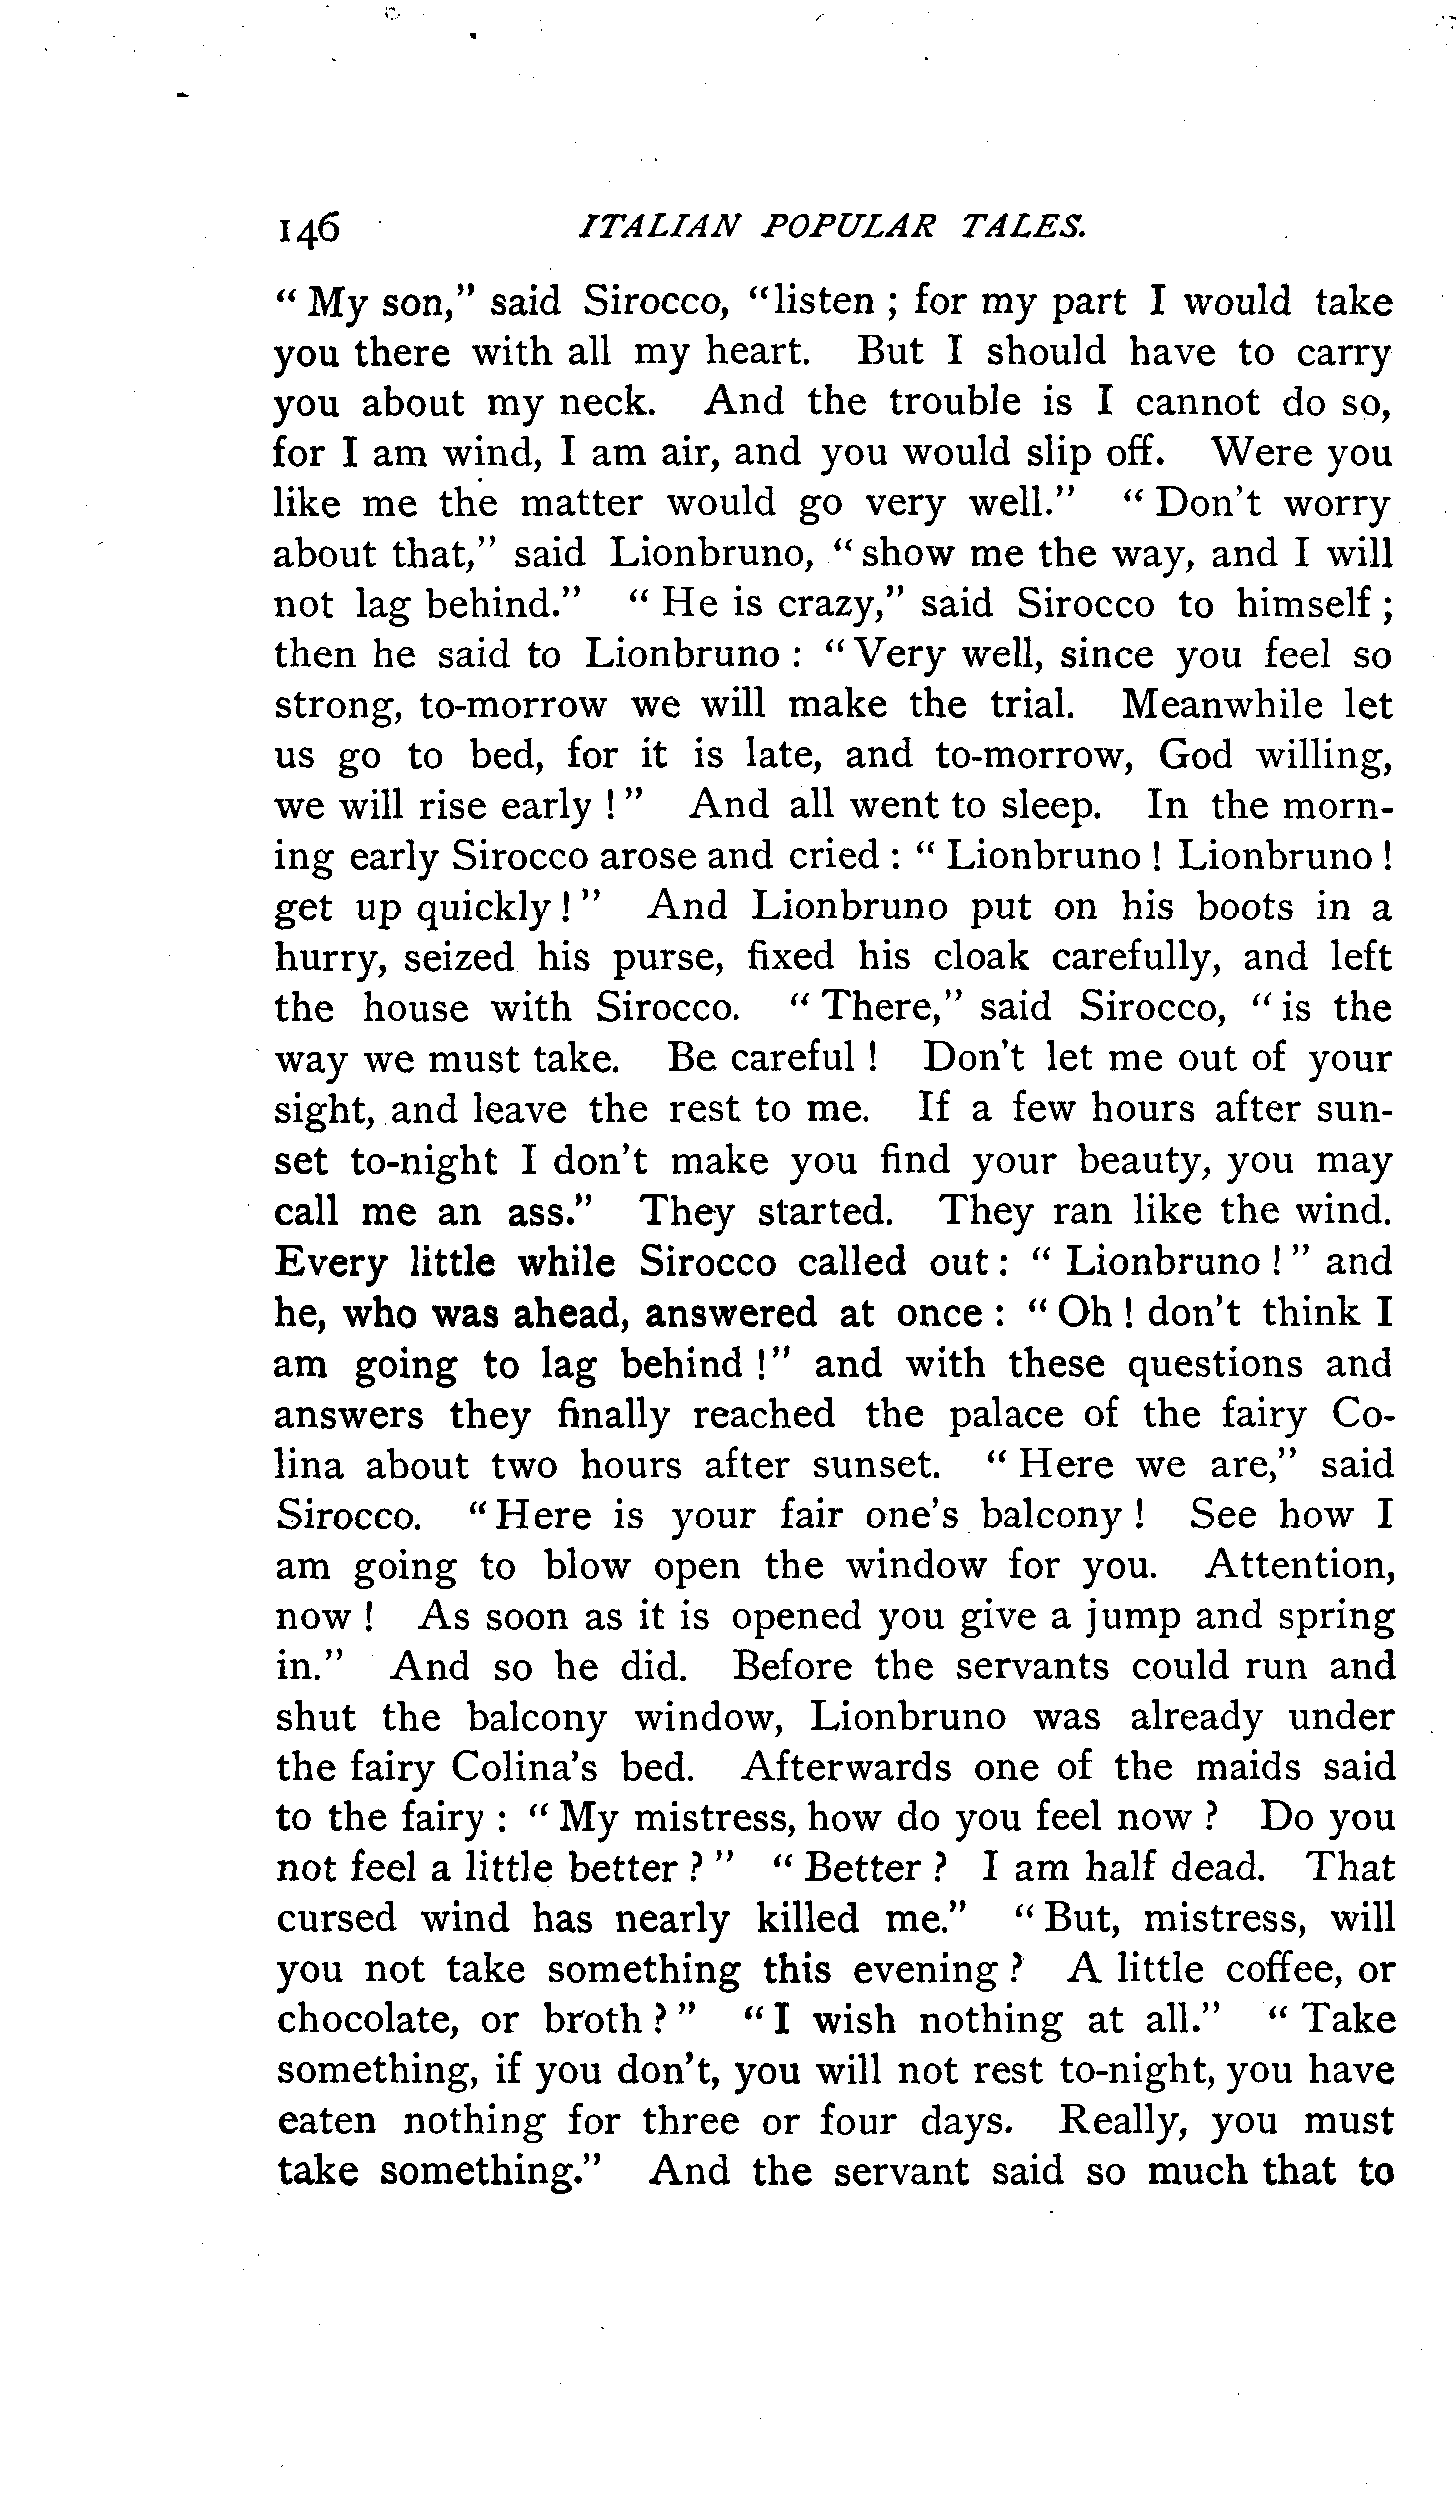 146 ITALIAN POPULAR TALES.
" My son," said Sirocco, "listen ; for my part I would take
you there with all my heart. But I should have to carry
you about my neck. And the trouble is I cannot do so,
for I am wind, I am air, and you would slip off. Were you
like me the matter would go very well." " Don't worry
about that," said Lionbruno, " show me the way, and I will
not lag behind." " He is crazy," said Sirocco to himself ;
then he said to Lionbruno : " Very well, since you feel so
strong, to-morrow we will make the trial. Meanwhile let
us go to bed, for it is late, and to-morrow, God willing,
we will rise early ! " And all went to sleep. In the morn-
ing early Sirocco arose and cried : " Lionbruno ! Lionbruno !
get up quickly ! " And Lionbruno put on his boots in a
hurry, seized his purse, fixed his cloak carefully, and left
the house with Sirocco. " There," said Sirocco, " is the
way we must take. Be careful ! Don't let me out of your
sight, and leave the rest to me. If a few hours after sun-
set to-night I don't make you find your beauty, you may
call me an ass." They started. They ran like the wind.
Every little while Sirocco called out : " Lionbruno ! " and
he, who was ahead, answered at once : " Oh ! don't think I
am going to lag behind !" and with these questions and
answers they finally reached the palace of the fairy Co-
lina about two hours after sunset. " Here we are," said
Sirocco. " Here is your fair one's balcony ! See how I
am going to blow open the window for you. Attention,
now ! As soon as it is opened you give a jump and spring
in." And so he did. Before the servants could run and
shut the balcony window, Lionbruno was already under
the fairy Colina's bed. Afterwards one of the maids said
to the fairy : " My mistress, how do you feel now ? Do you
not feel a little better ? " " Better ? I am half dead. That
cursed wind has nearly killed me." " But, mistress, will
you not take something this evening ? A little coffee, or
chocolate, or broth ? " " I wish nothing at all." " Take
something, if you don't, you will not rest to-night, you have
eaten nothing for three or four days. Really, you must
take something." And the servant said so much that to